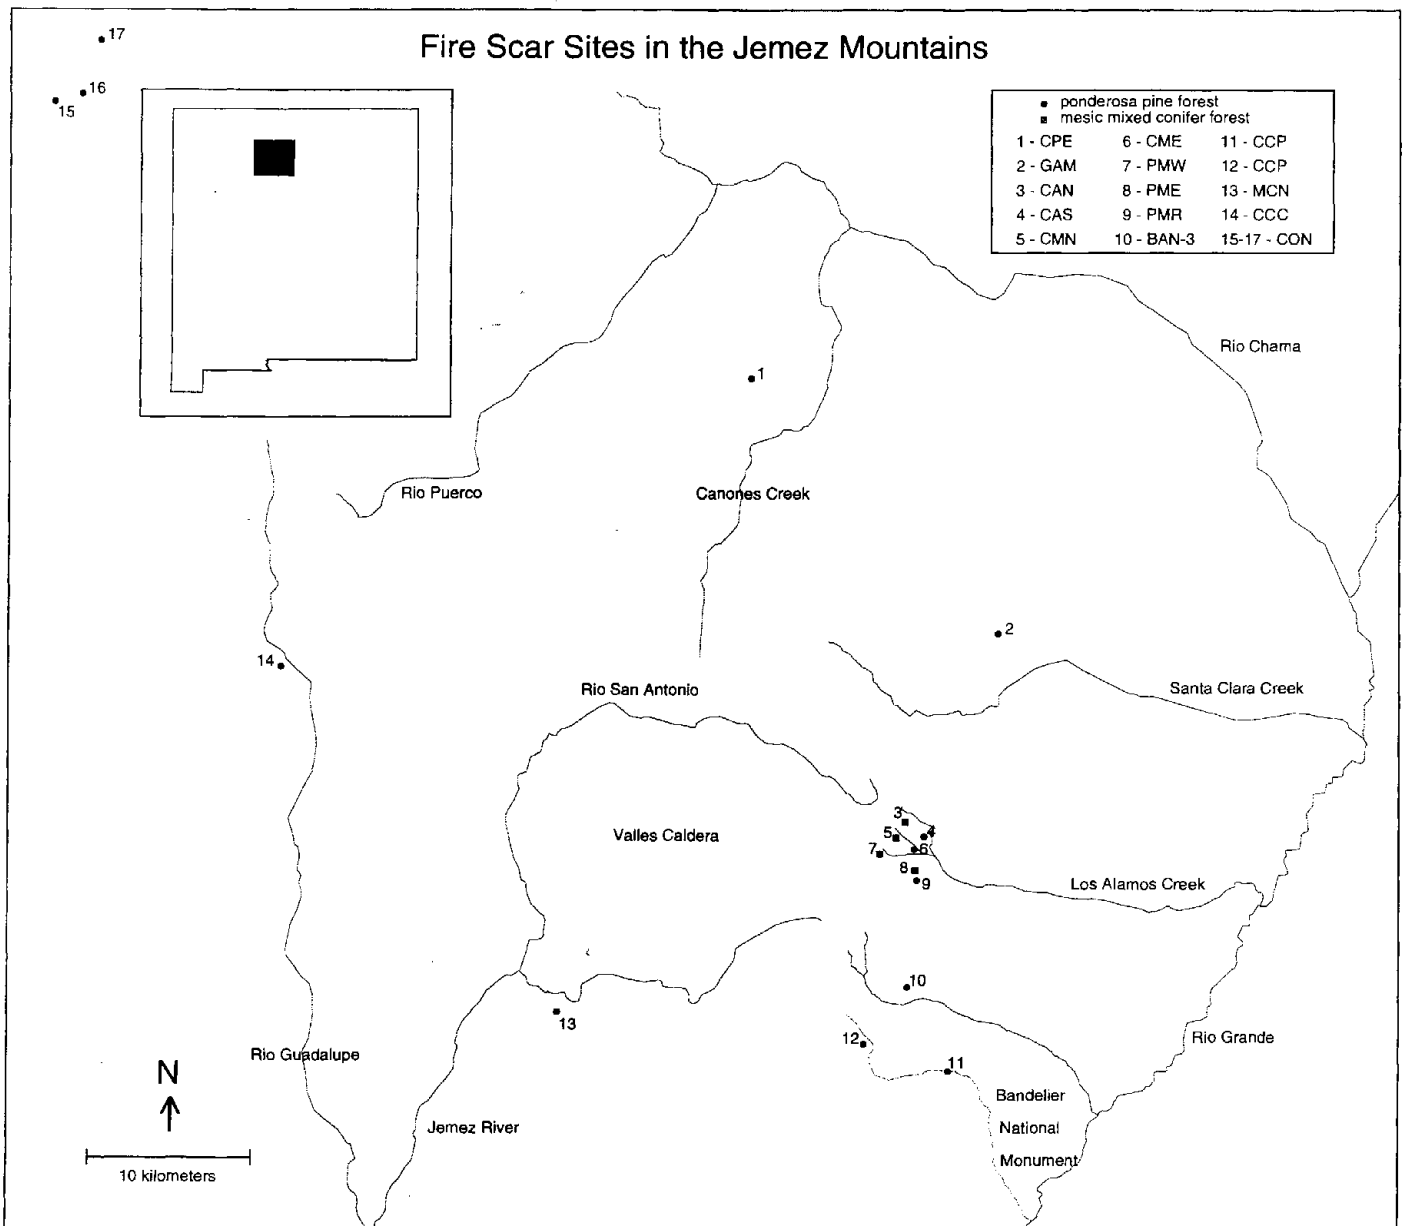 Fire Scar Sites in the Jemez Mountains
17
16
15
ponderosa pine forest
mesic mixed conifer forest
1 - CPE 6 - CME 11 - CCP
2 - GAM 7 - PMW 12 - CCP
3 - CAN 8 - PME 13 - MCN
4 - CAS 9 - PMR 14 - CCC
5 - CMN 10 - BAN-3 15-17 - CON
Rio Chama
1
Rio Puerco
Canones Creek
2
14
Rio San Antonio
Santa Clara Creek
3
Valles Caldera
5
4
7
6
8
9
Los Alamos Creek
10
13
12
Rio Grande
Rio Guadalupe
11
N
Bandelier
National
Monument
Jemez River
10 kilometers